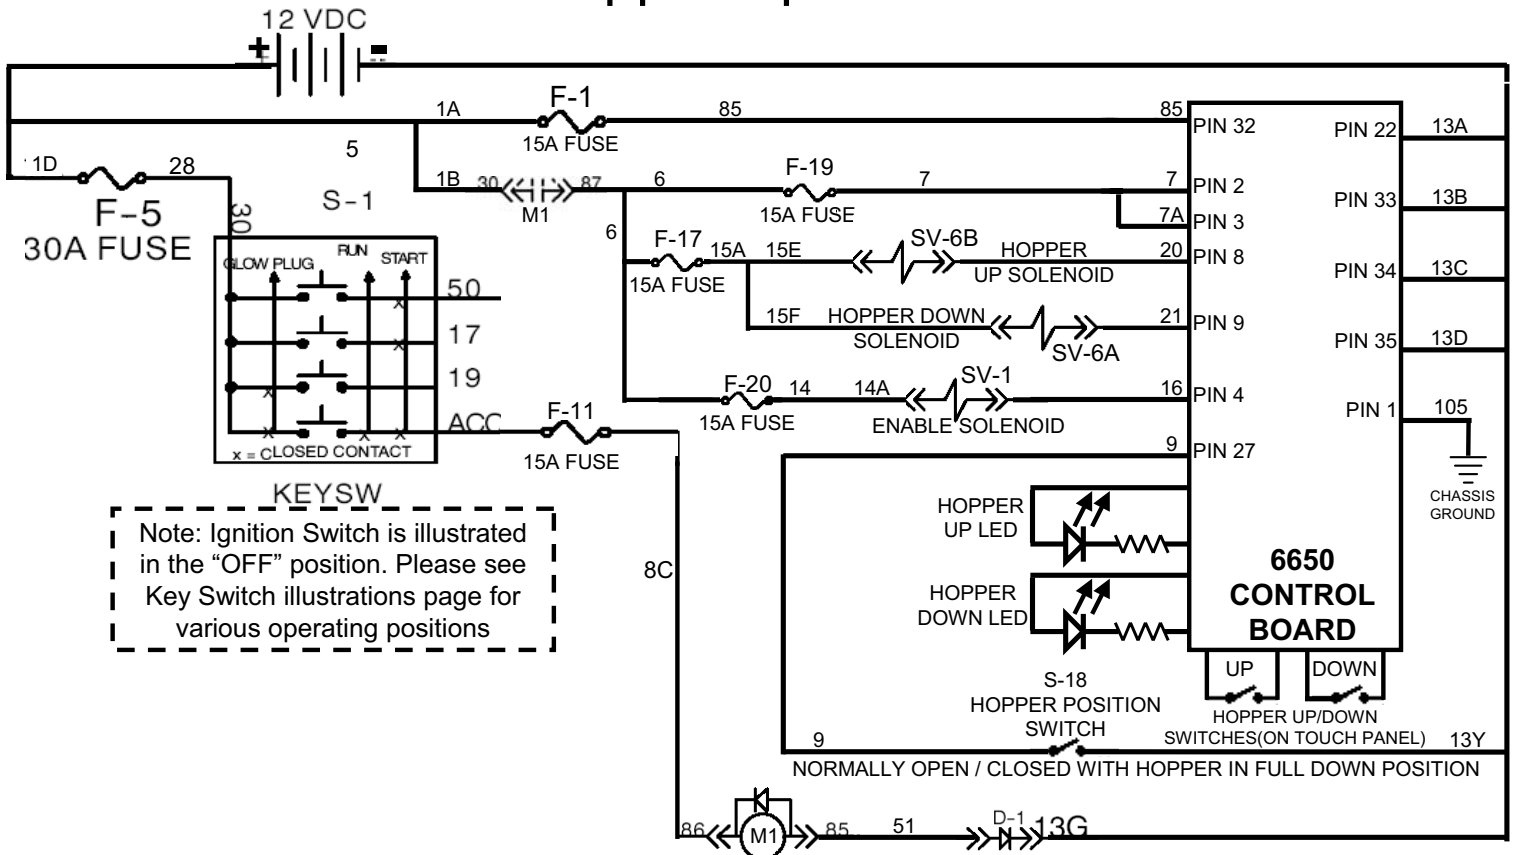 12 VDC
+ -
1A F-1 85 85 PIN 32 PIN 22 13A
15A FUSE
5
1D 28
1B 30 87 6 F-19 7 7 PIN 2
M1 15A FUSE
PIN 33 13B
7A PIN 3
F-5
30A FUSE
30
S-1
6
F-17 15A 15E SV-6B HOPPER 20 PIN 8
15A FUSE UP SOLENOID
PIN 34 13C
GLOW PLUG RUN START
50
15F HOPPER DOWN 21 PIN 9
SOLENOID SV-6A
17
PIN 35 13D
19
F-20 14 14A SV-1 16 PIN 4
15A FUSE ENABLE SOLENOID
PIN 1 105
ACC F-11
15A FUSE
x = CLOSED CONTACT
9 PIN 27
CHASSIS
GROUND
KEYSW
Note: Ignition Switch is illustrated
in the “OFF” position. Please see
Key Switch illustrations page for
various operating positions
HOPPER
UP LED
8C
6650
CONTROL
BOARD
HOPPER
DOWN LED
UP DOWN
HOPPER UP/DOWN
SWITCHES(ON TOUCH PANEL)
S-18
HOPPER POSITION
SWITCH
9 13Y
NORMALLY OPEN / CLOSED WITH HOPPER IN FULL DOWN POSITION
86 M1 85 51 D-1 13G